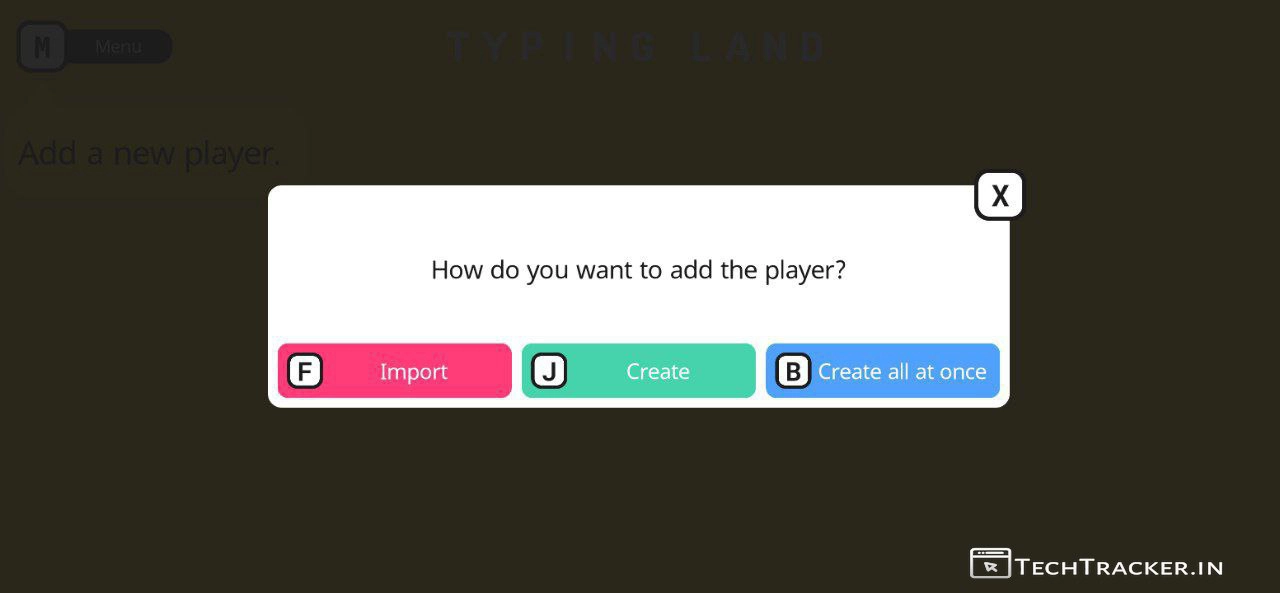 M Menu
TYPING LAND
Add a new player.
X
How do you want to add the player?
F Import
J Create
B Create all at once
TECHTRACKER.IN